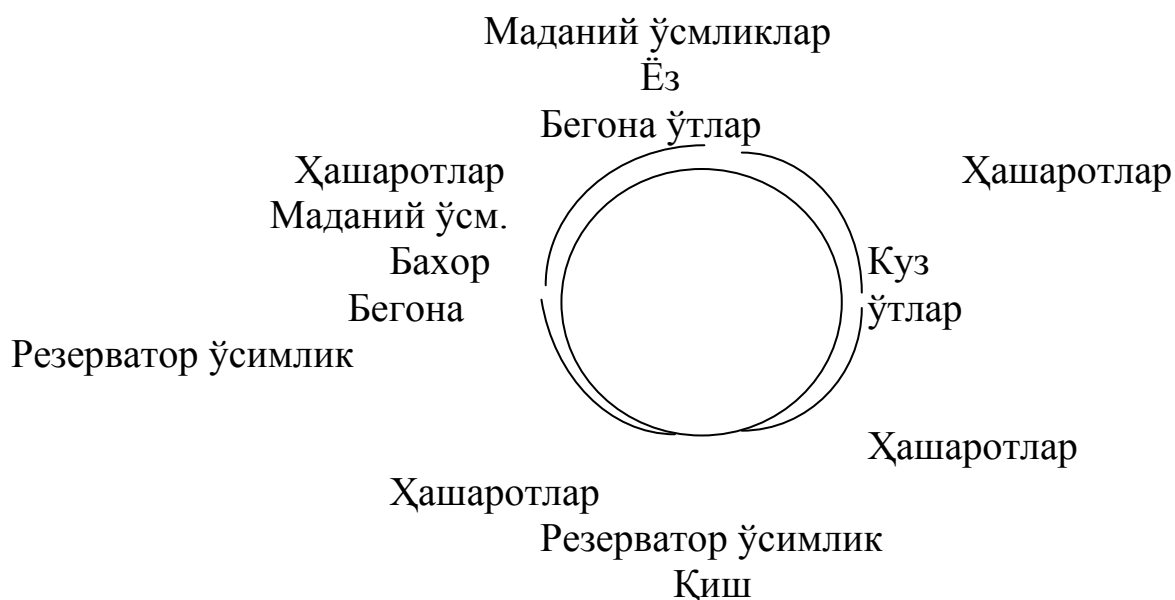 Маданий ўсмликлар
Ёз
Бегона ўтлар
Ҳашаротлар Ҳашаротлар
Маданий ўсм.
Бахор Куз
Бегона ўтлар
Резерватор ўсимлик
Ҳашаротлар
Ҳашаротлар
Резерватор ўсимлик
Қиш